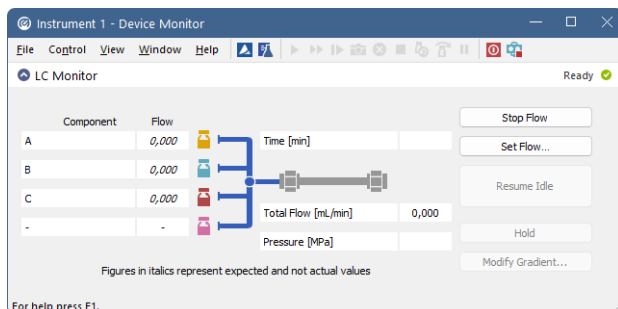 Instrument 1 - Device Monitor
File Control View Window Help
LC Monitor Ready
Component Flow
A 0,000
B 0,000
C 0,000
- -
Time [min]
Total Flow [mL/min] 0,000
Pressure [MPa]
Stop Flow
Set Flow...
Resume Idle
Hold
Modify Gradient...
Figures in italics represent expected and not actual values
For help press F1.